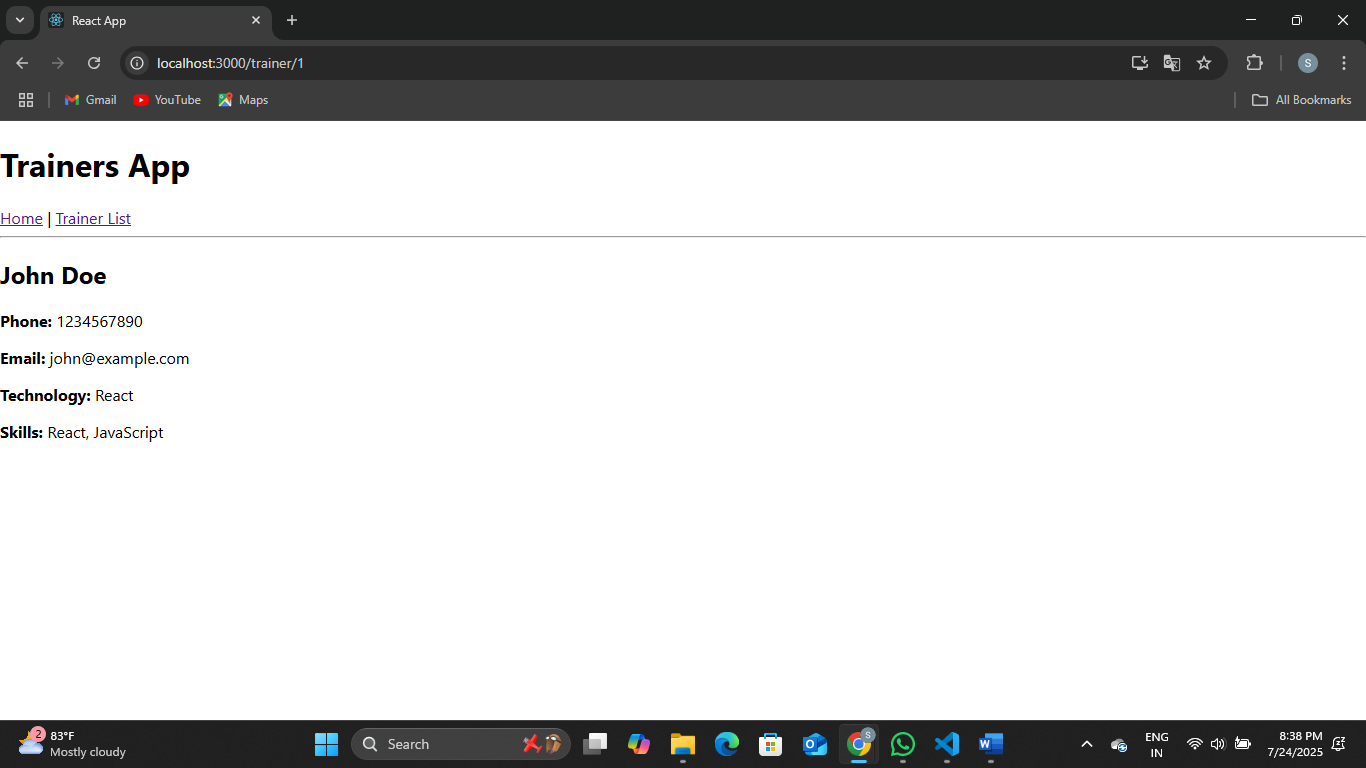 React App
localhost:3000/trainer/1
S
Gmail
YouTube
Maps
All Bookmarks
Trainers App
Home | Trainer List
John Doe
Phone: 1234567890
Email: john@example.com
Technology: React
Skills: React, JavaScript
2
83°F
Mostly cloudy
Search
S
ENG
IN
8:38 PM
7/24/2025